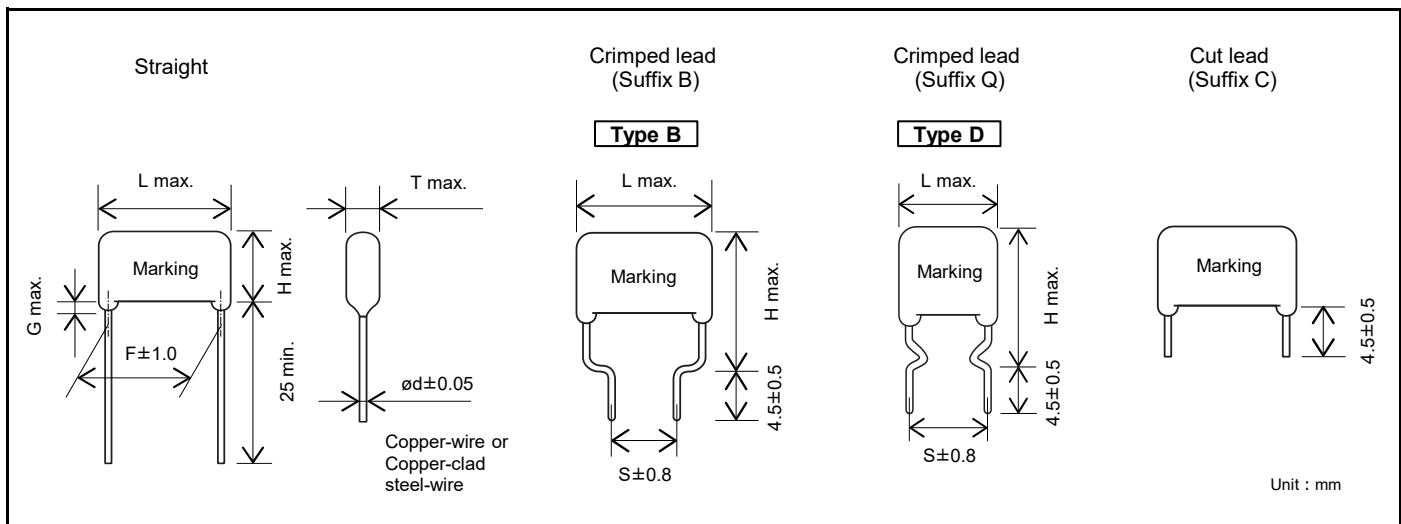 Straight
Crimped lead
(Suffix B)
Crimped lead
(Suffix Q)
Cut lead
(Suffix C)
Type B
Type D
L max.
T max.
L max.
L max.
Marking
H max.
G max.
F±1.0
25 min.
ød±0.05
Copper-wire or
Copper-clad
steel-wire
Marking
H max.
4.5±0.5
S±0.8
Marking
H max.
4.5±0.5
S±0.8
Marking
4.5±0.5
Unit : mm